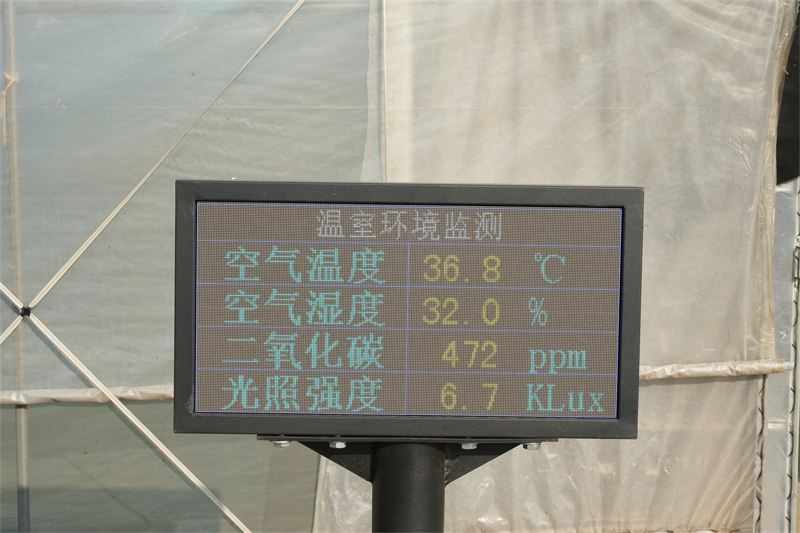 温室环境监测
空气温度 36.8 ℃
空气湿度 32.0 %
二氧化碳 472 ppm
光照强度 6.7 KLux